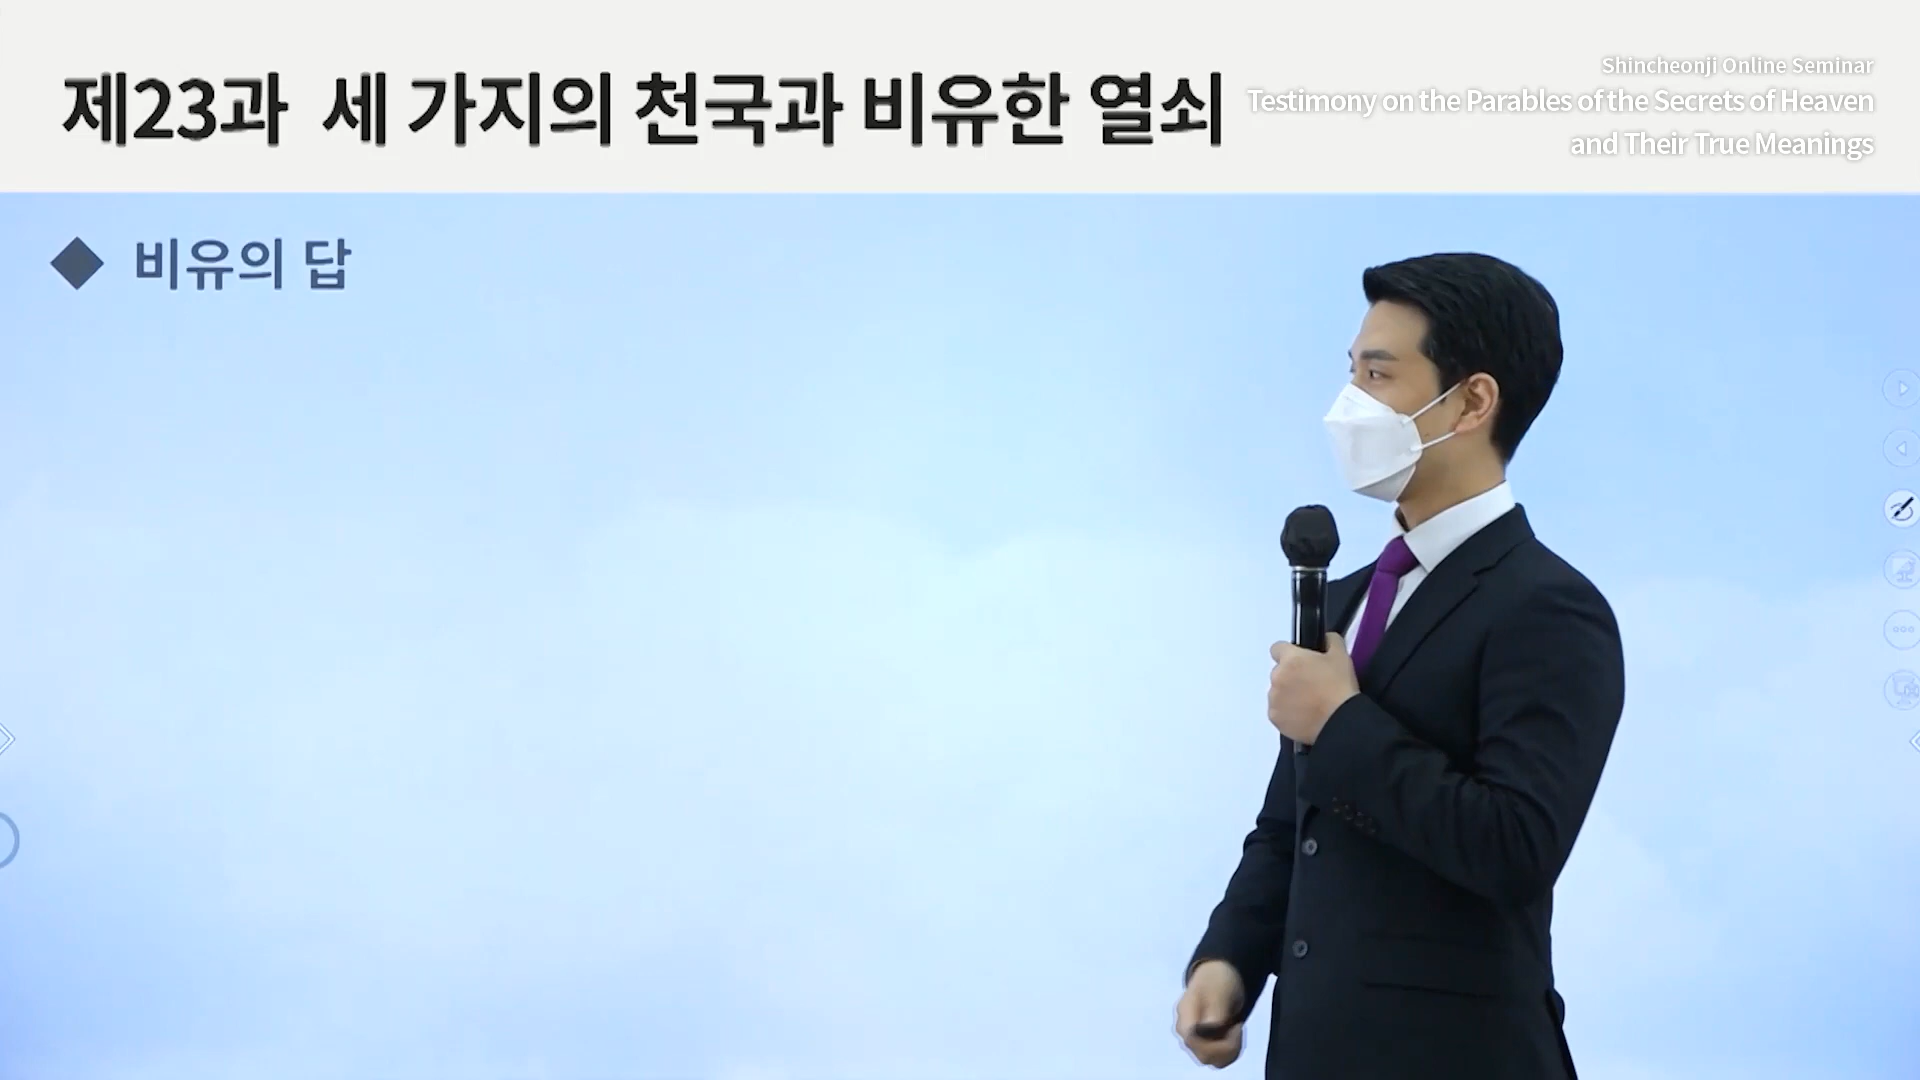 제23과 세 가지의 천국과 비유한 열쇠
Shincheonji Online Seminar
Testimony on the Parables of the Secrets of Heaven
and Their True Meanings
◆ 비유의 답